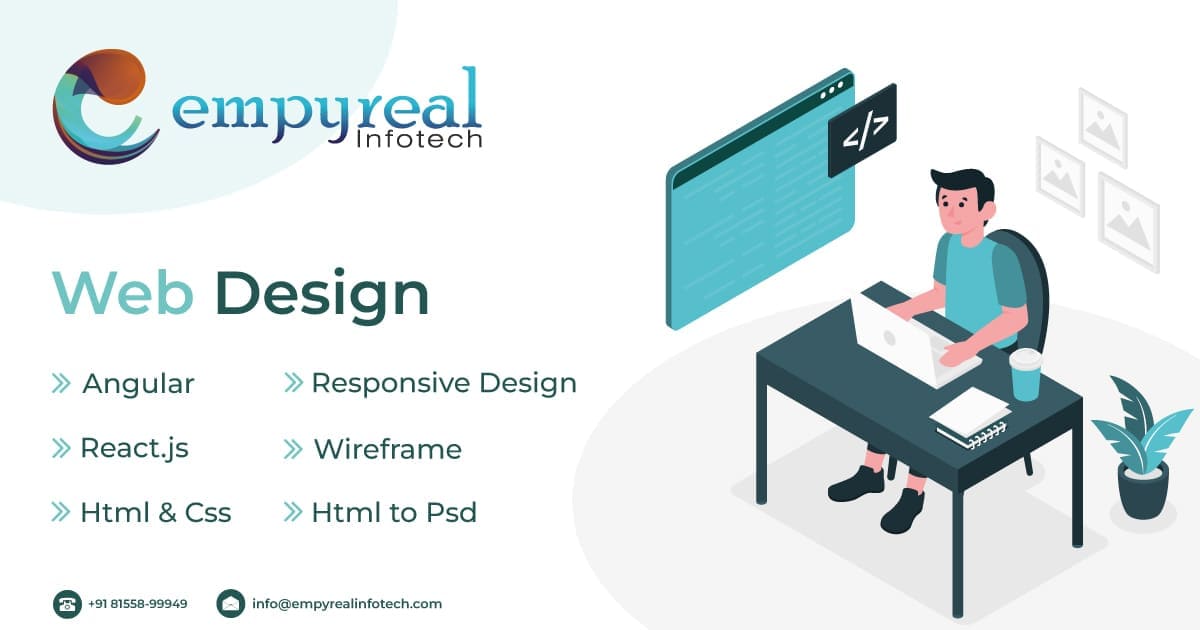 empyreal
Infotech
</>
Web Design
Angular
Responsive Design
React.js
Wireframe
Html & Css
Html to Psd
+91 81558-99949
info@empyrealinfotech.com